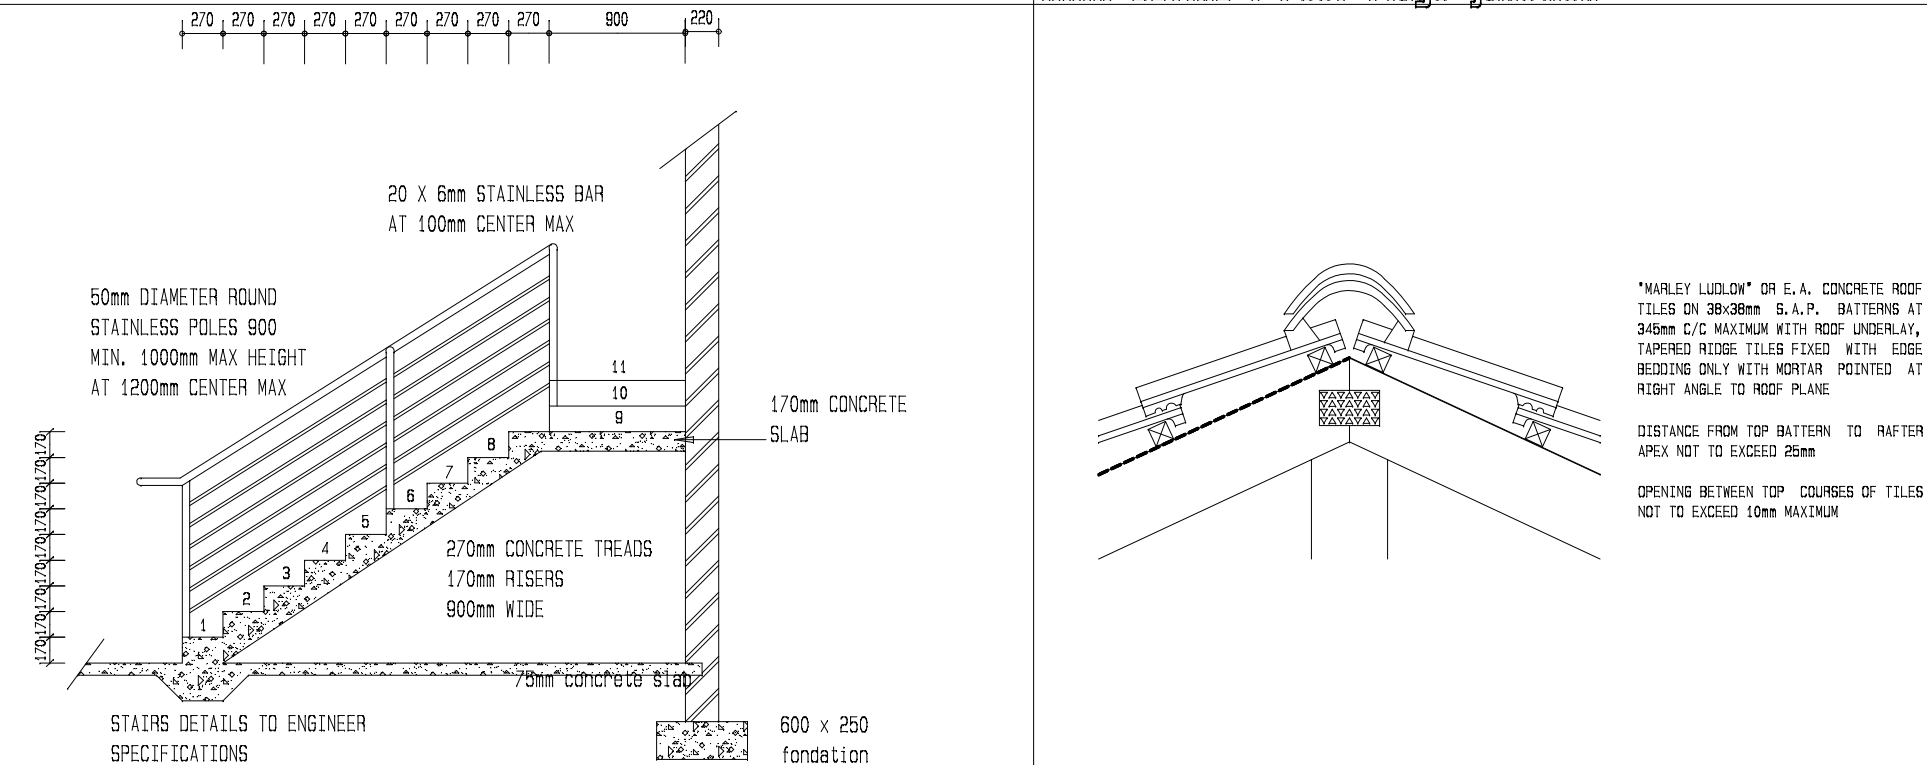 270 270 270 270 270 270 270 270 270 900 220
20 X 6mm STAINLESS BAR
AT 100mm CENTER MAX
50mm DIAMETER ROUND
STAINLESS POLES 900
MIN. 1000mm MAX HEIGHT
AT 1200mm CENTER MAX
11
10
9
8
7
6
5
4
3
2
1
170mm CONCRETE
SLAB
170 170 170 170 170 170 170 170 170
270mm CONCRETE TREADS
170mm RISERS
900mm WIDE
75mm concrete slab
STAIRS DETAILS TO ENGINEER
SPECIFICATIONS
600 x 250
fondation
"MARLEY LUDLOW" OR E.A. CONCRETE ROOF
TILES ON 38x38mm S.A.P. BATTERNS AT
345mm C/C MAXIMUM WITH ROOF UNDERLAY,
TAPERED RIDGE TILES FIXED WITH EDGE
BEDDING ONLY WITH MORTAR POINTED AT
RIGHT ANGLE TO ROOF PLANE
DISTANCE FROM TOP BATTERN TO RAFTER
APEX NOT TO EXCEED 25mm
OPENING BETWEEN TOP COURSES OF TILES
NOT TO EXCEED 10mm MAXIMUM